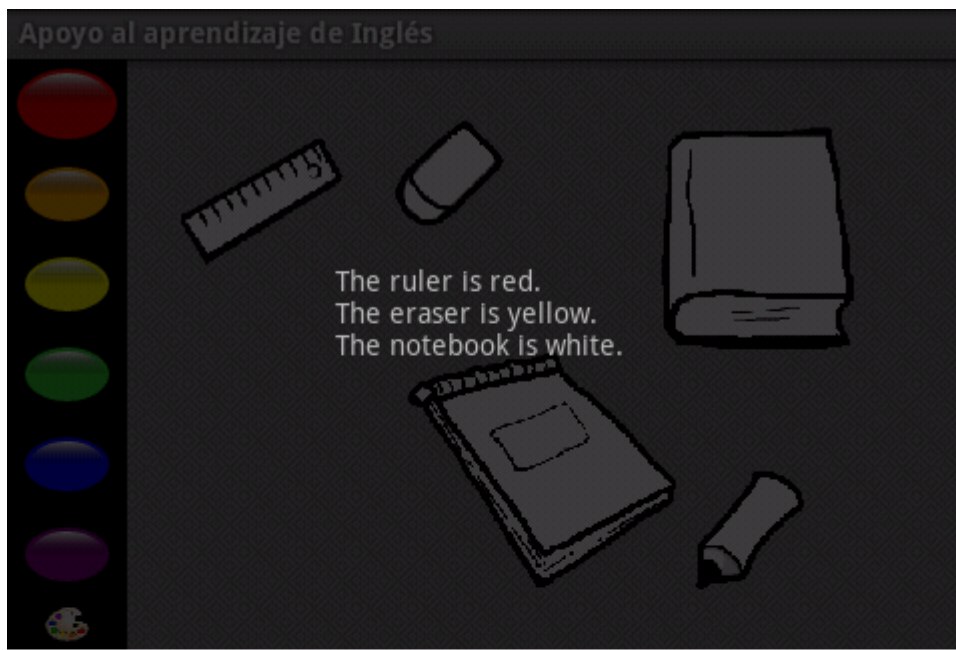 Apoyo al aprendizaje de Inglés
The ruler is red.
The eraser is yellow.
The notebook is white.